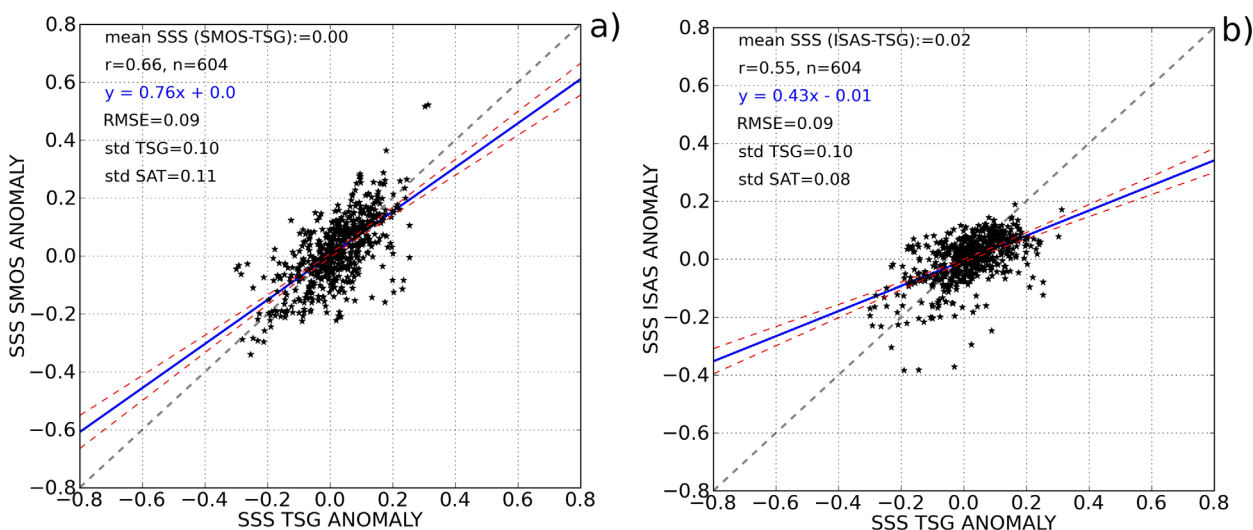 a)
mean SSS (SMOS-TSG):=0.00
r=0.66, n=604
y = 0.76x + 0.0
RMSE=0.09
std TSG=0.10
std SAT=0.11
SSS SMOS ANOMALY
0.8
0.6
0.4
0.2
0.0
−0.2
−0.4
−0.6
−0.8
−0.8 −0.6 −0.4 −0.2 0.0 0.2 0.4 0.6 0.8
SSS TSG ANOMALY
b)
mean SSS (ISAS-TSG):=0.02
r=0.55, n=604
y = 0.43x - 0.01
RMSE=0.09
std TSG=0.10
std SAT=0.08
SSS ISAS ANOMALY
0.8
0.6
0.4
0.2
0.0
−0.2
−0.4
−0.6
−0.8
−0.8 −0.6 −0.4 −0.2 0.0 0.2 0.4 0.6 0.8
SSS TSG ANOMALY